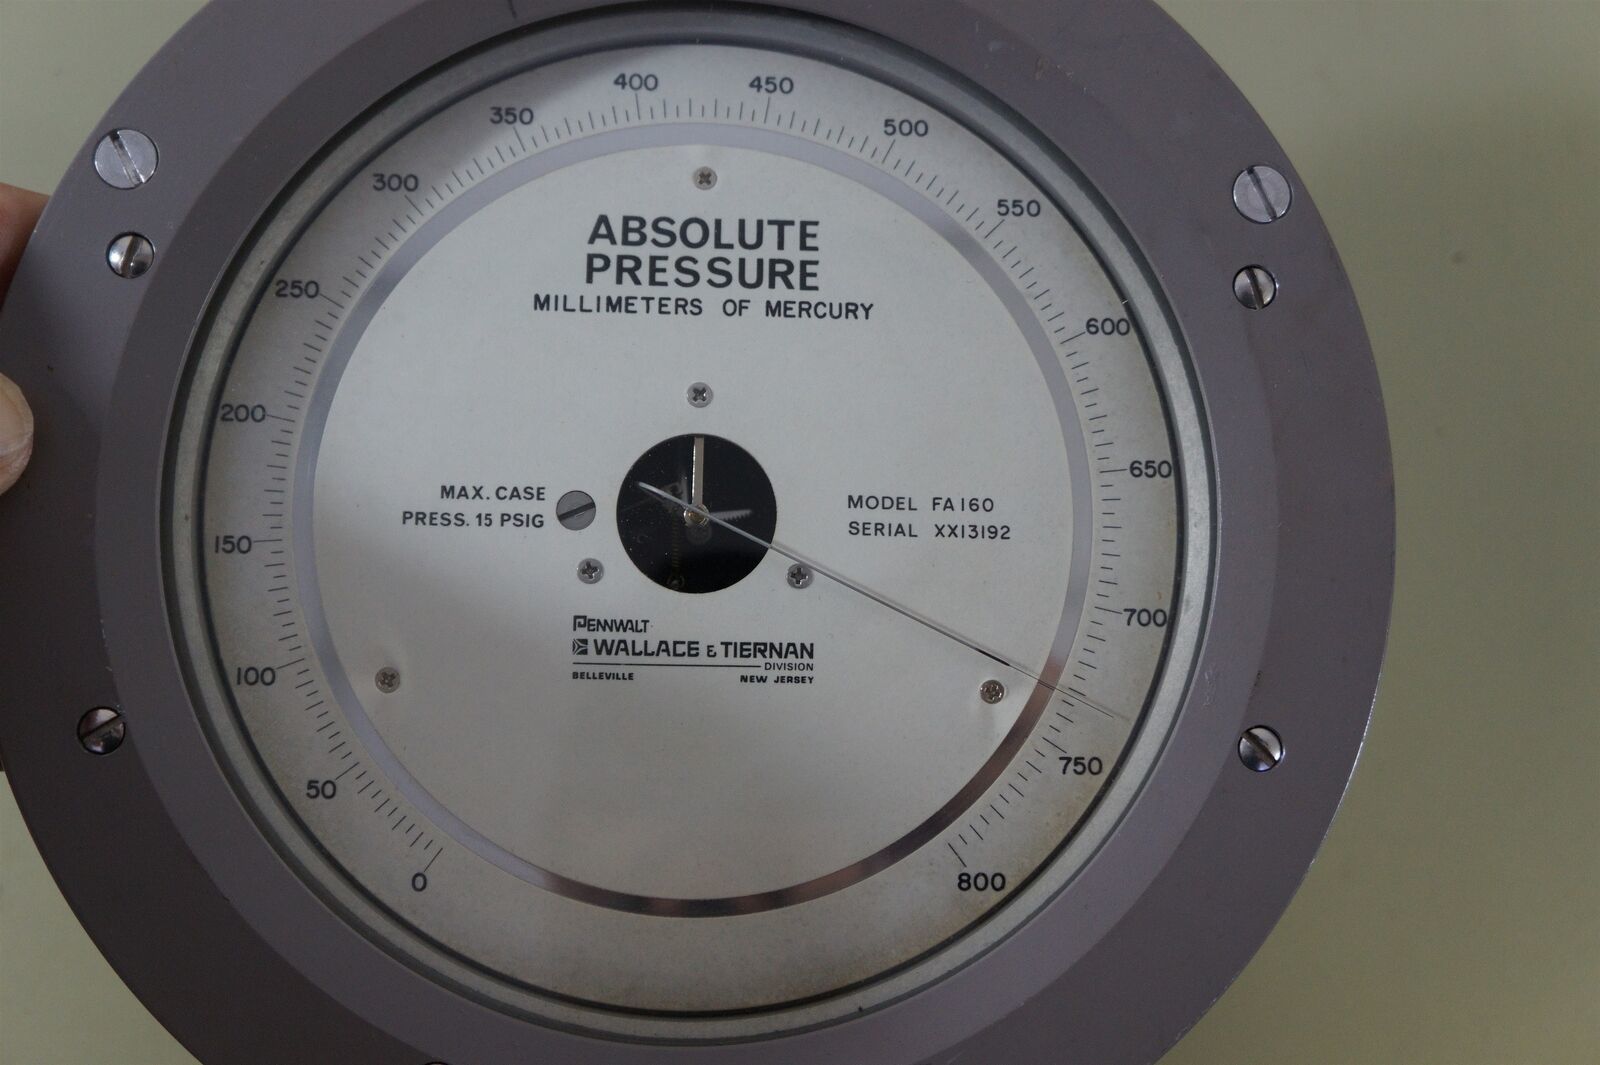 400
450
350
500
300
550
250
600
200
650
150
700
100
750
50
0
800
ABSOLUTE
PRESSURE
MILLIMETERS OF MERCURY
MAX. CASE
PRESS. 15 PSIG
MODEL FA160
SERIAL XX13192
PENNWALT
WALLACE & TIERNAN
DIVISION
BELLEVILLE NEW JERSEY